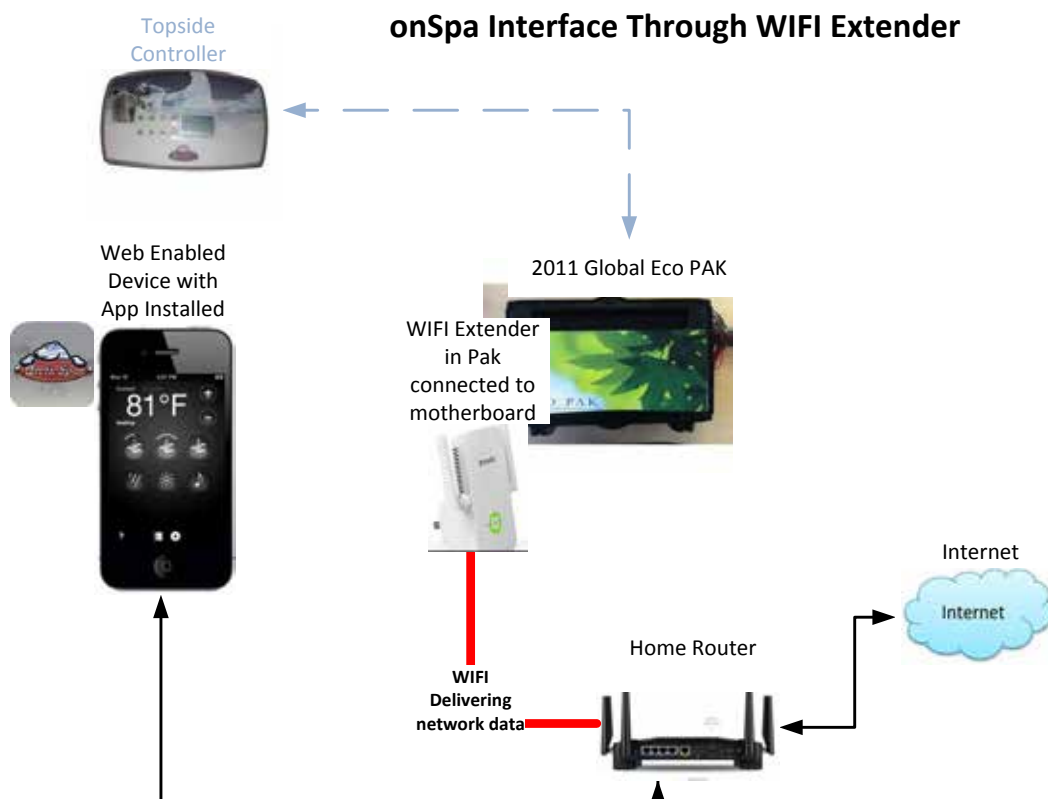 onSpa Interface Through WIFI Extender
Topside
Controller
Web Enabled
Device with
App Installed
81°F
2011 Global Eco PAK
WIFI Extender
in Pak
connected to
motherboard
PAK
Internet
Internet
Home Router
WIFI
Delivering
network data